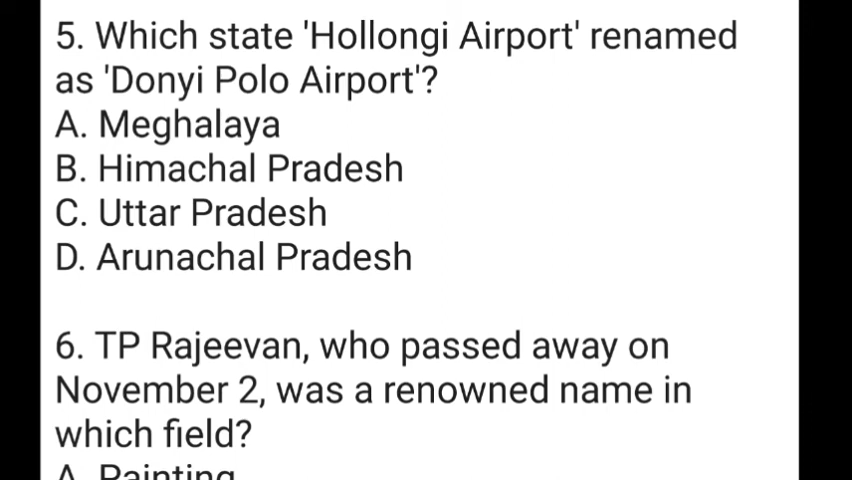 5. Which state 'Hollongi Airport' renamed
as 'Donyi Polo Airport'?
A. Meghalaya
B. Himachal Pradesh
C. Uttar Pradesh
D. Arunachal Pradesh
6. TP Rajeevan, who passed away on
November 2, was a renowned name in
which field?
A. Painting